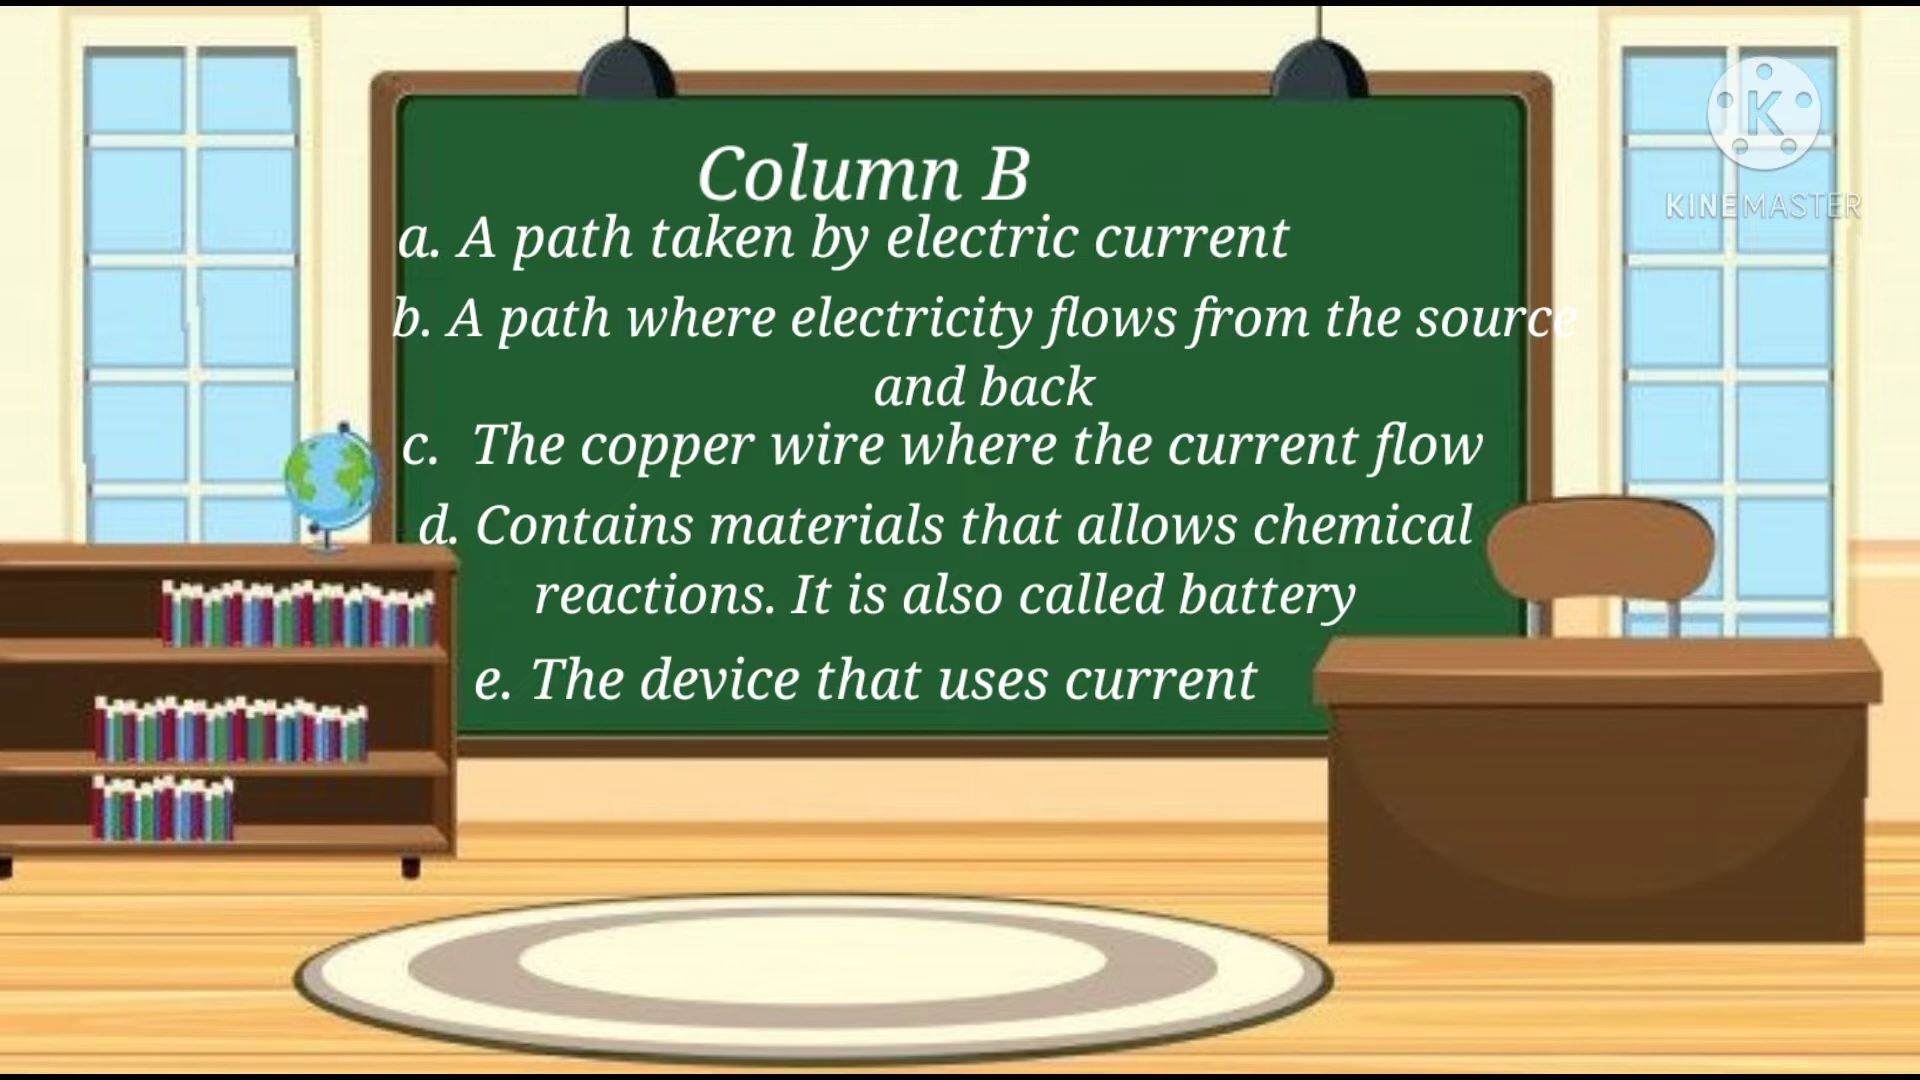 Column B
a. A path taken by electric current
b. A path where electricity flows from the source
and back
c. The copper wire where the current flow
d. Contains materials that allows chemical
reactions. It is also called battery
e. The device that uses current
K
KINEMASTER